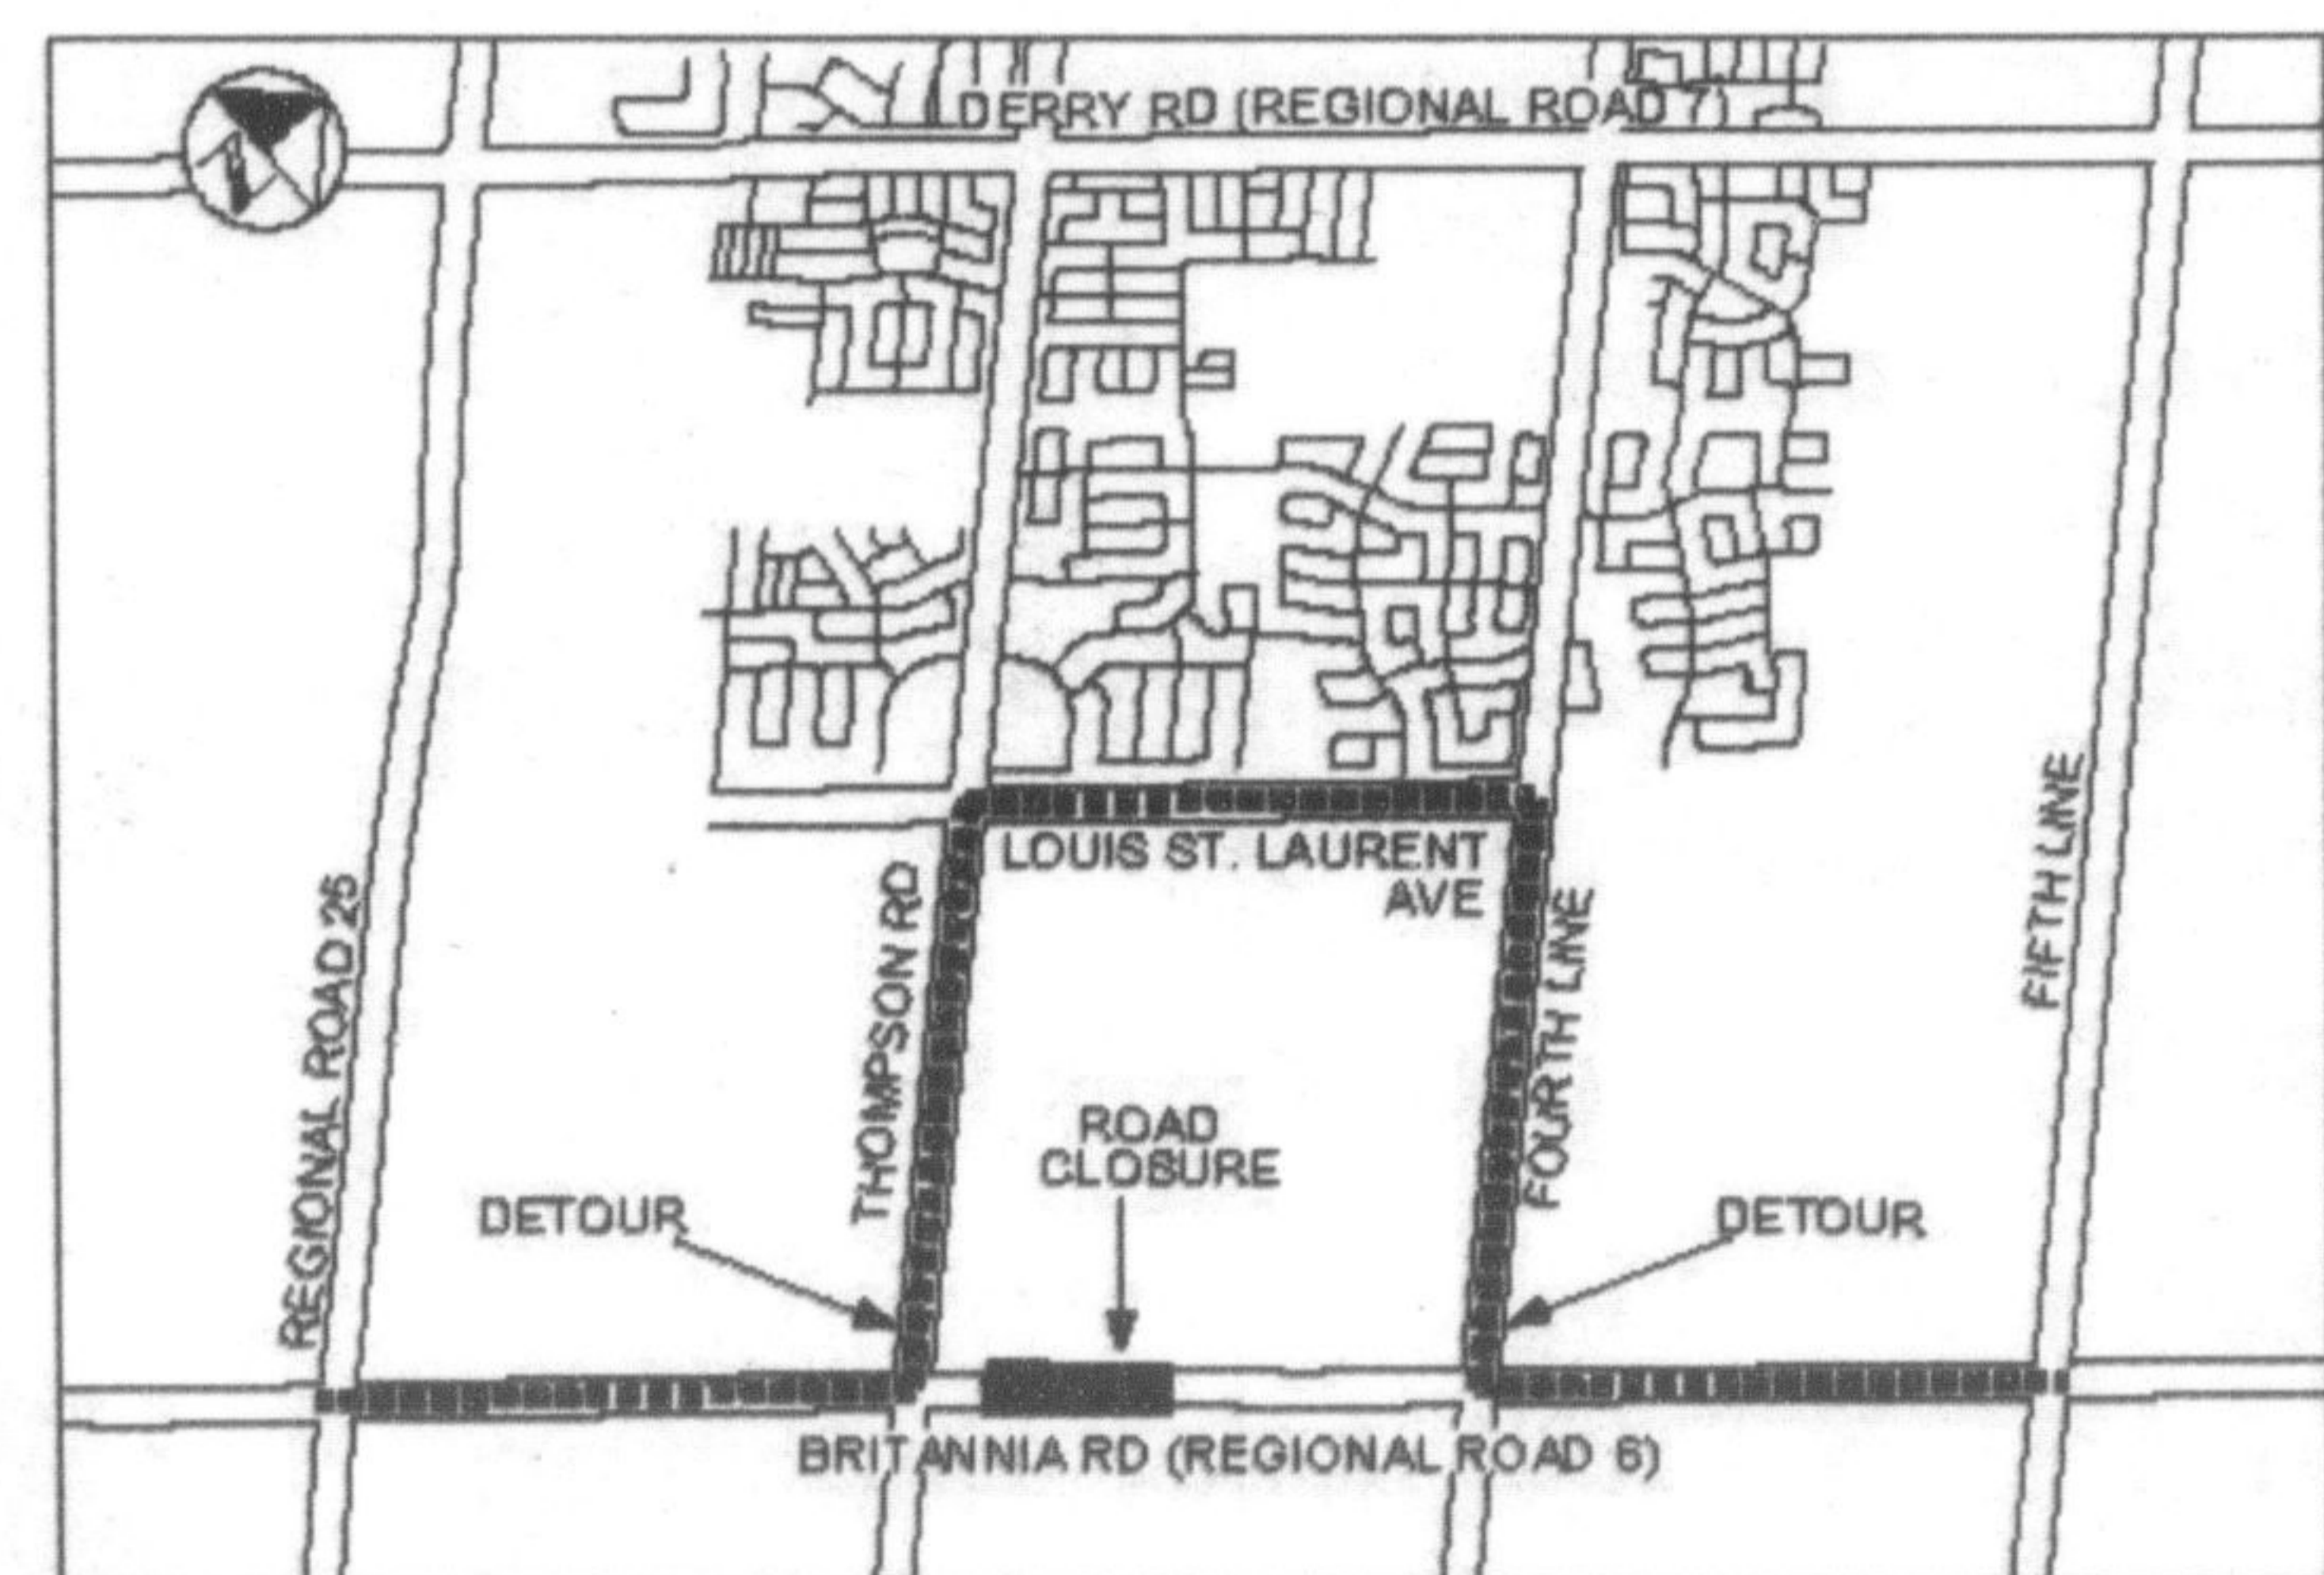 DERRY RD (REGIONAL ROAD 7)
LOUIS ST. LAURENT
AVE
REGIONAL ROAD 25
THOMPSON RD
FOURTH LINE
FIFTH LINE
ROAD
CLOSURE
DETOUR
DETOUR
BRITANNIA RD (REGIONAL ROAD 6)